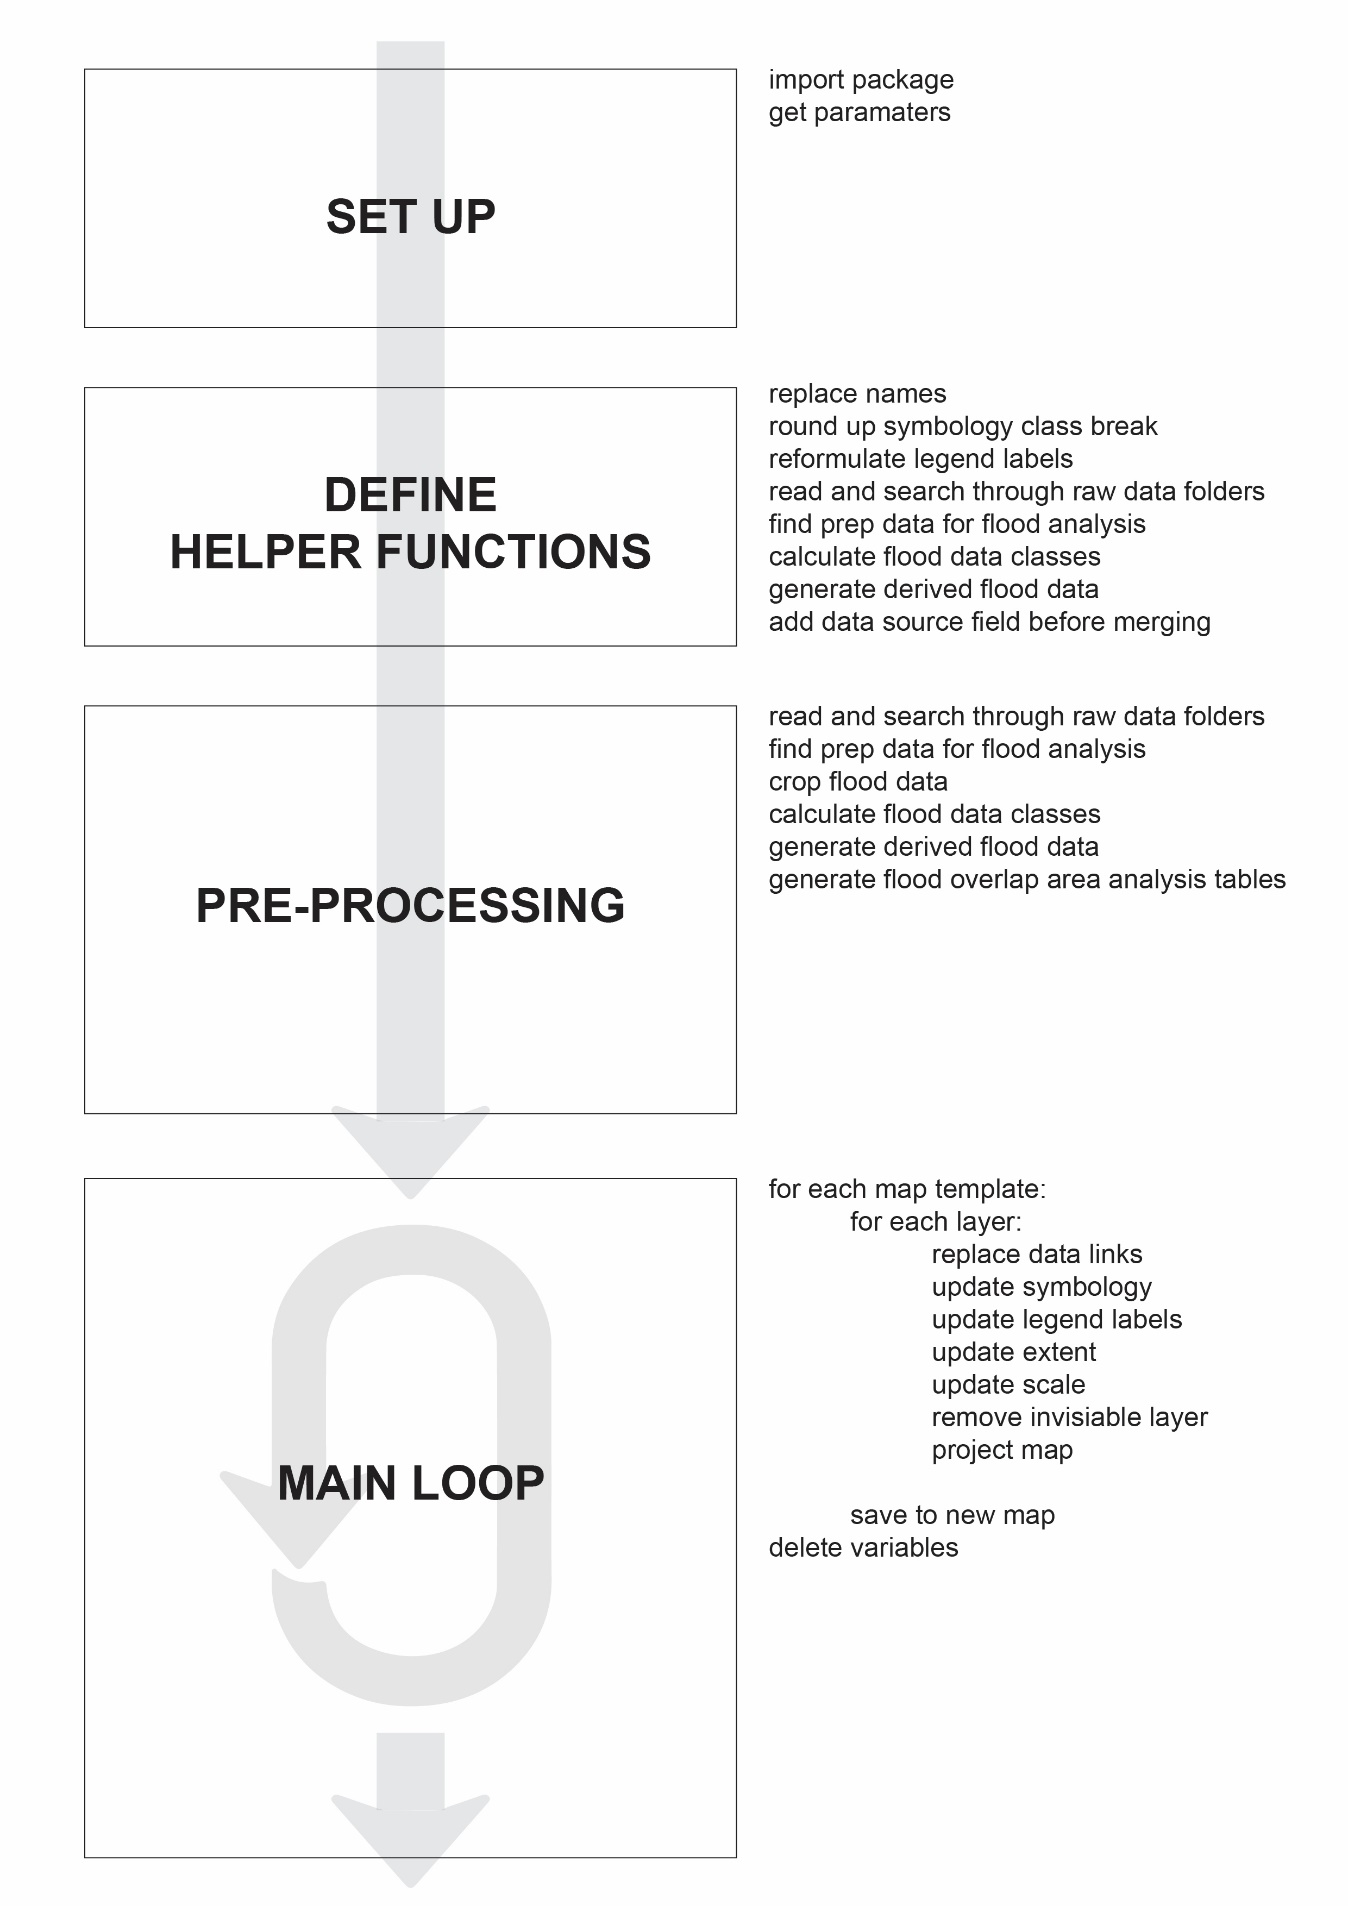 SET UP
import package
get paramaters
DEFINE
HELPER FUNCTIONS
replace names
round up symbology class break
reformulate legend labels
read and search through raw data folders
find prep data for flood analysis
calculate flood data classes
generate derived flood data
add data source field before merging
PRE-PROCESSING
read and search through raw data folders
find prep data for flood analysis
crop flood data
calculate flood data classes
generate derived flood data
generate flood overlap area analysis tables
MAIN LOOP
for each map template:
for each layer:
replace data links
update symbology
update legend labels
update extent
update scale
remove invisiable layer
project map
save to new map
delete variables